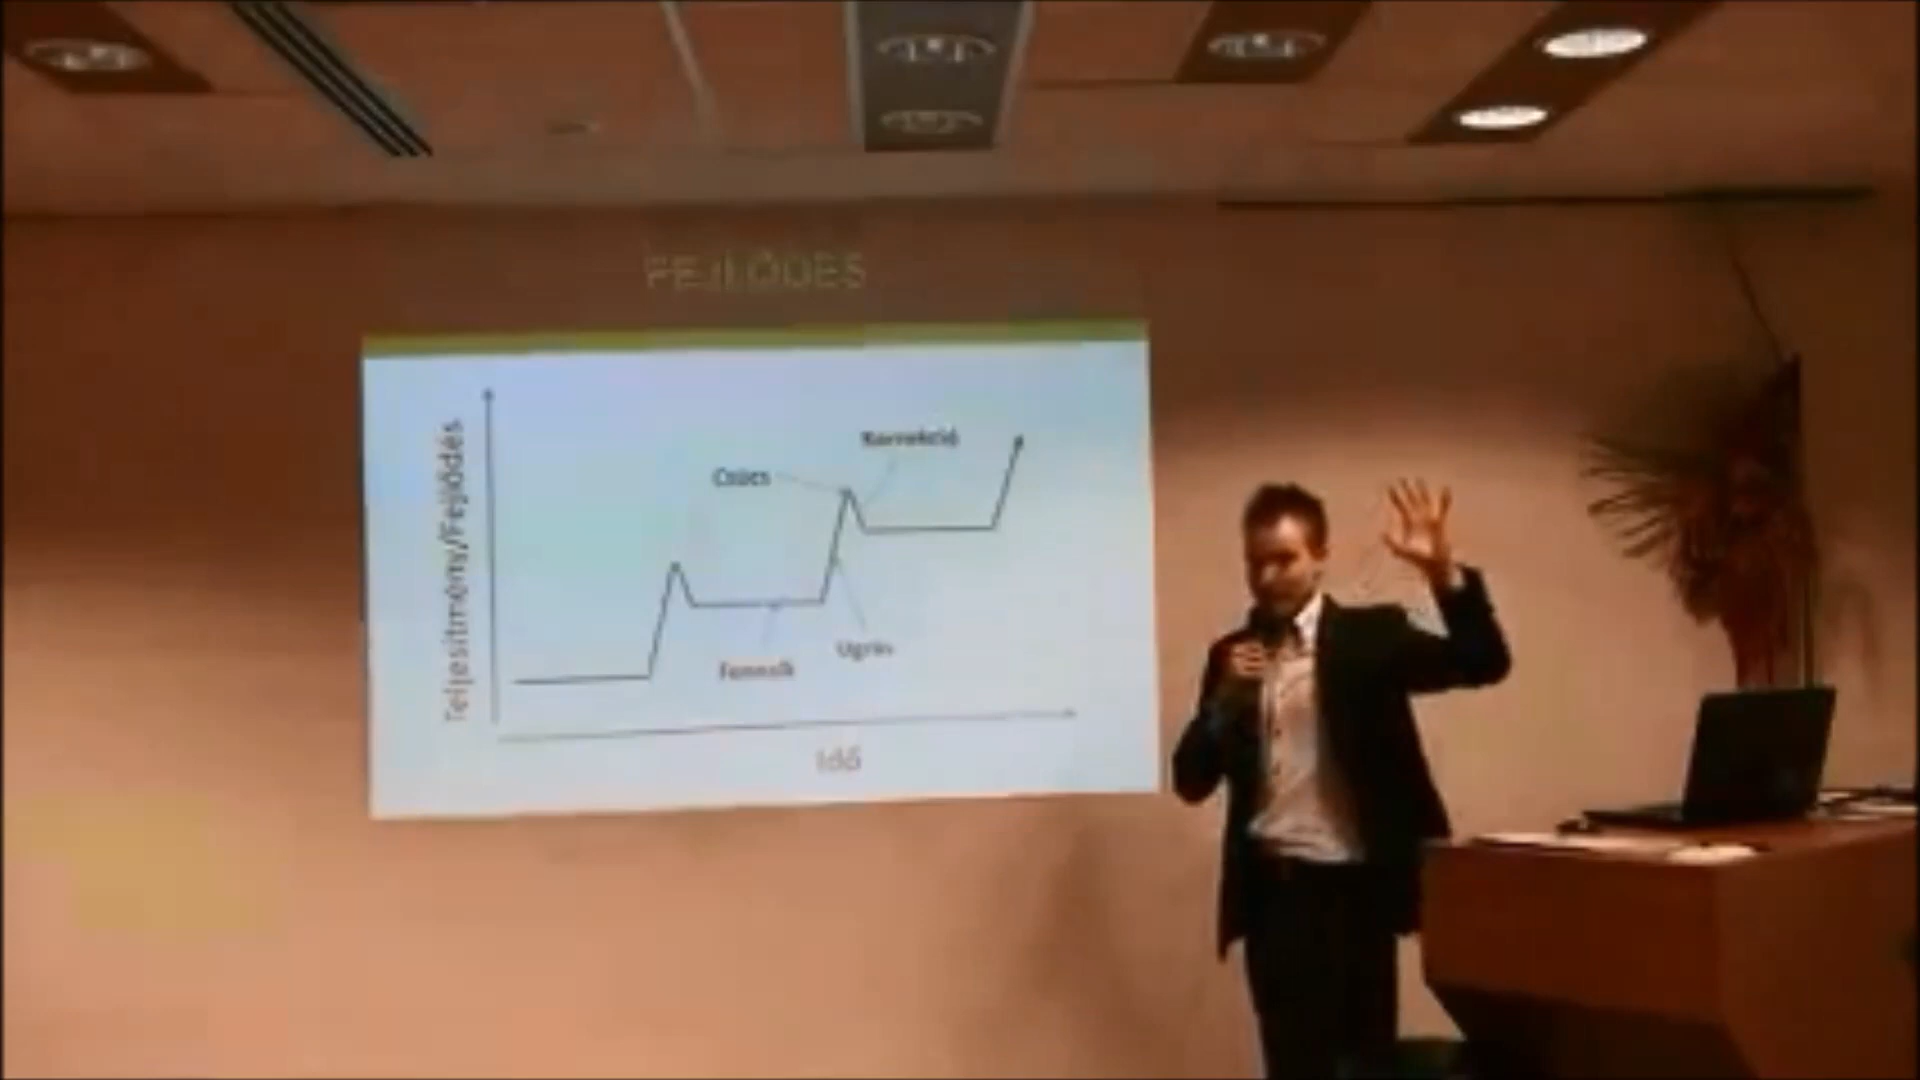 FEJLŐDÉS
Teljesítmény/Fejlődés
Korrekció
Csúcs
Ugrás
Fennsík
Idő